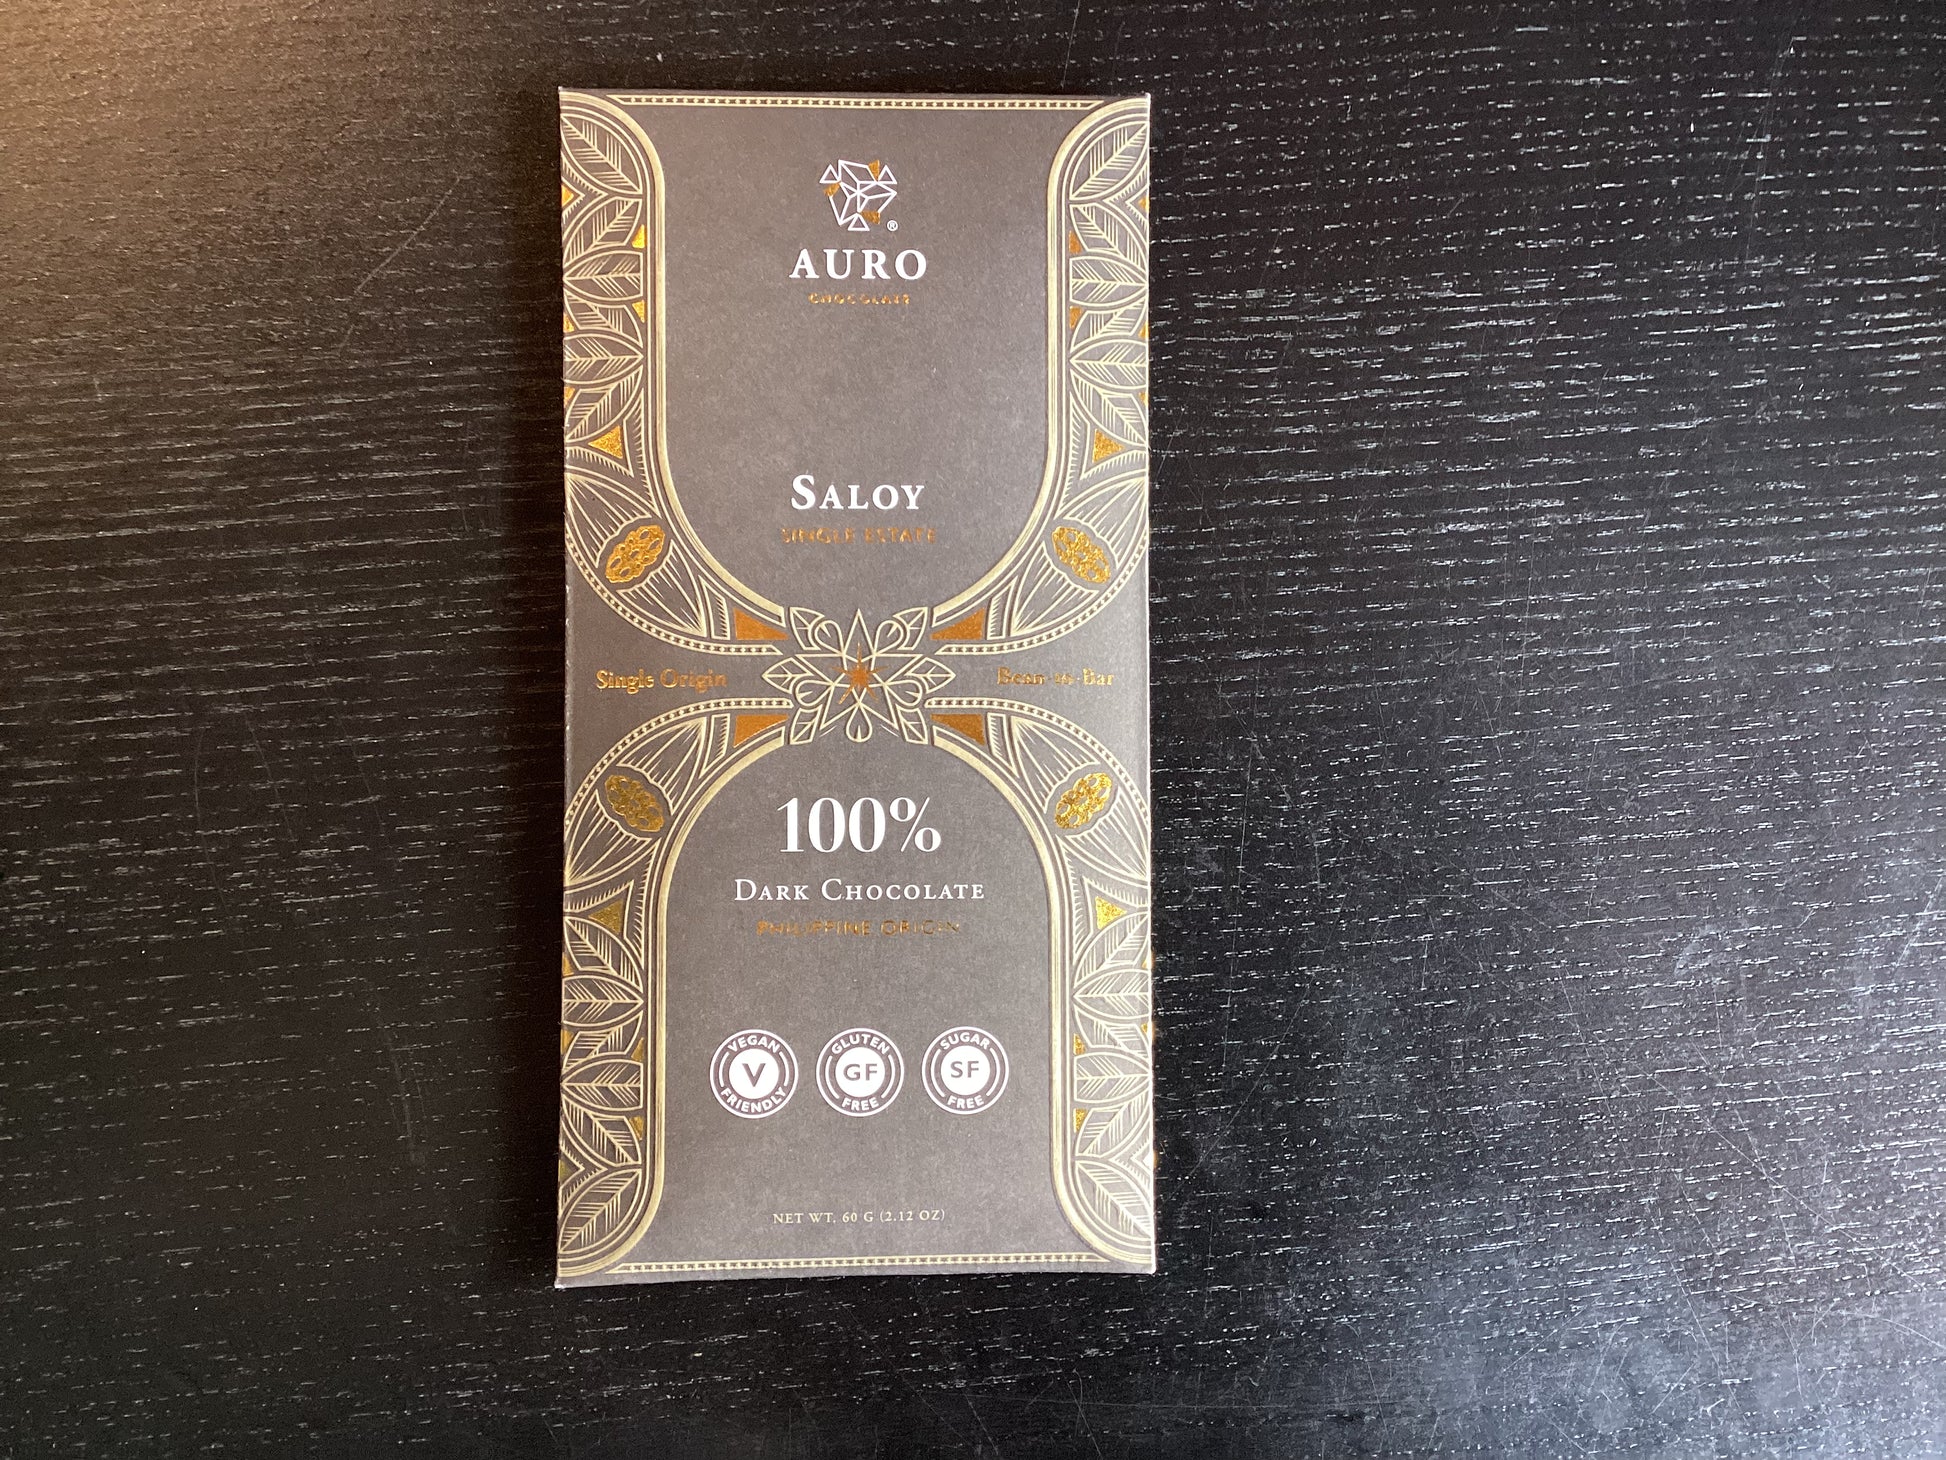 ®
AURO
CHOCOLATE
SALOY
SINGLE ESTATE
Single Origin
Bean-to-Bar
100%
DARK CHOCOLATE
PHILIPPINE ORIGIN
VEGAN
V
FRIENDLY
GLUTEN
GF
FREE
SUGAR
SF
FREE
NET WT. 60 G (2.12 OZ)